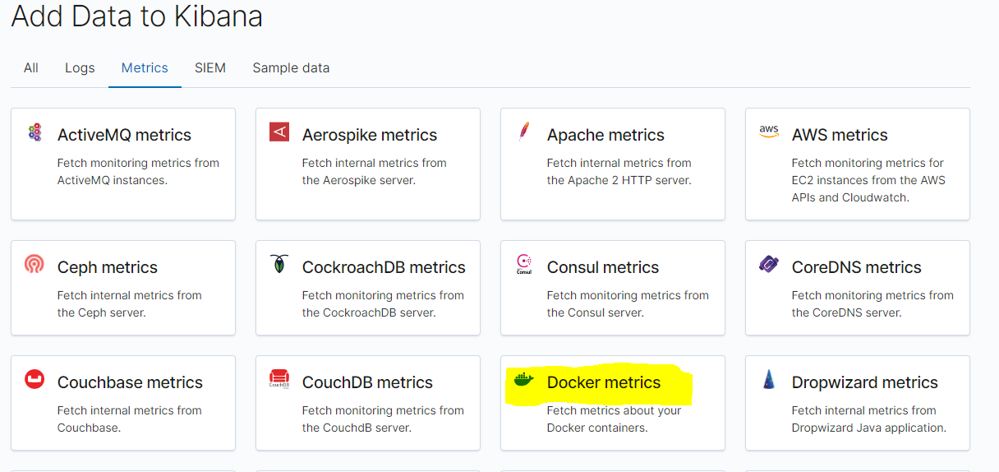 Add Data to Kibana
All Logs Metrics SIEM Sample data
ActiveMQ metrics
Fetch monitoring metrics from
ActiveMQ instances.
Aerospike metrics
Fetch internal metrics from
the Aerospike server.
Apache metrics
Fetch internal metrics from
the Apache 2 HTTP server.
aws
AWS metrics
Fetch monitoring metrics for
EC2 instances from the AWS
APIs and Cloudwatch.
Ceph metrics
Fetch internal metrics from
the Ceph server.
CockroachDB metrics
Fetch monitoring metrics from
the CockroachDB server.
Consul
Consul metrics
Fetch monitoring metrics from
the Consul server.
CoreDNS metrics
Fetch monitoring metrics from
the CoreDNS server.
Couchbase metrics
Fetch internal metrics from
Couchbase.
CouchDB
CouchDB metrics
Fetch monitoring metrics from
the CouchdB server.
Docker metrics
Fetch metrics about your
Docker containers.
Dropwizard metrics
Fetch internal metrics from
Dropwizard Java application.